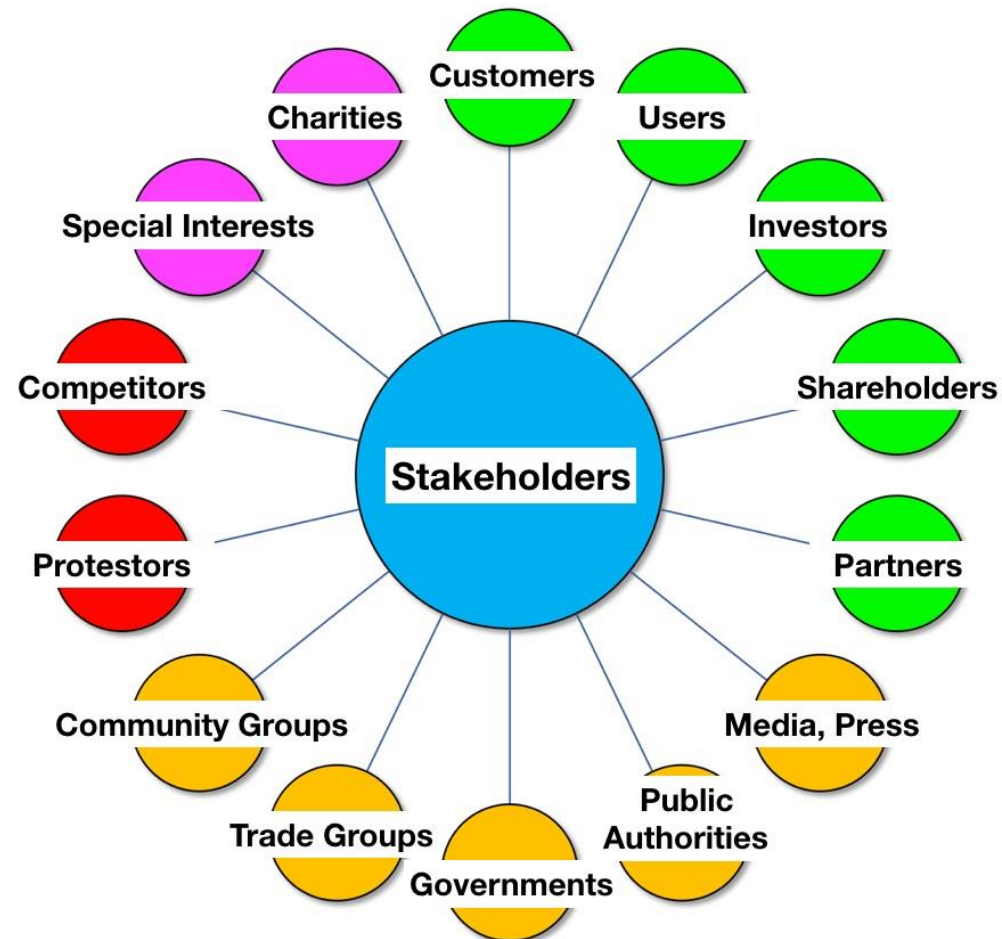 Customers
Users
Investors
Shareholders
Partners
Media, Press
Public
Authorities
Governments
Trade Groups
Community Groups
Protestors
Competitors
Special Interests
Charities
Stakeholders